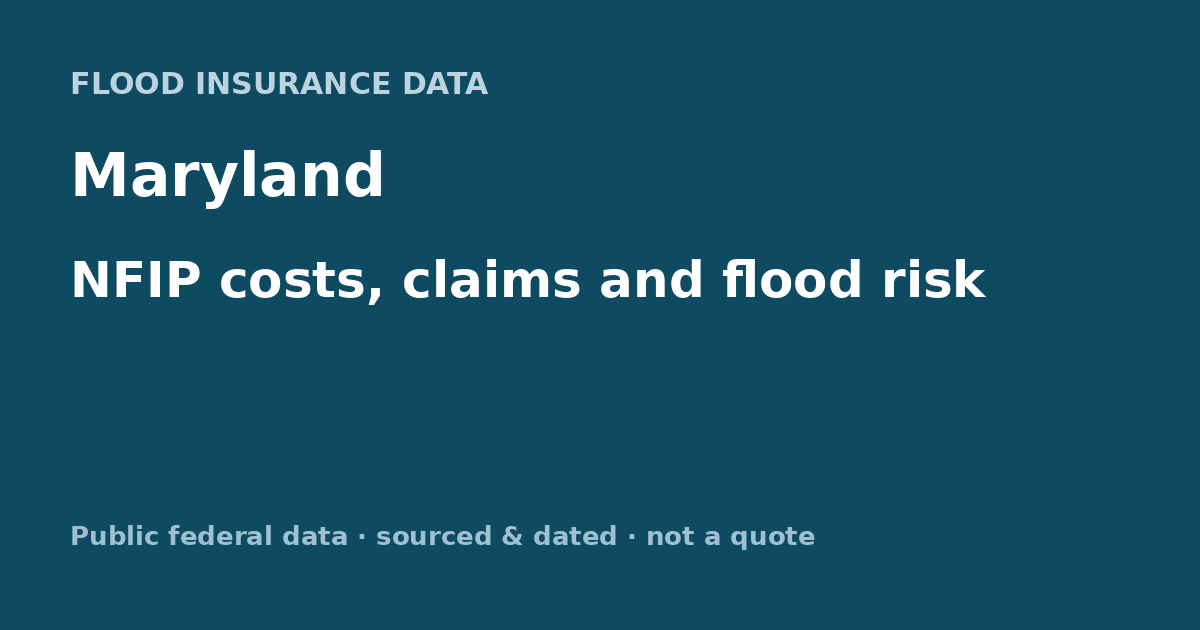 FLOOD INSURANCE DATA
Maryland
NFIP costs, claims and flood risk
Public federal data · sourced & dated · not a quote